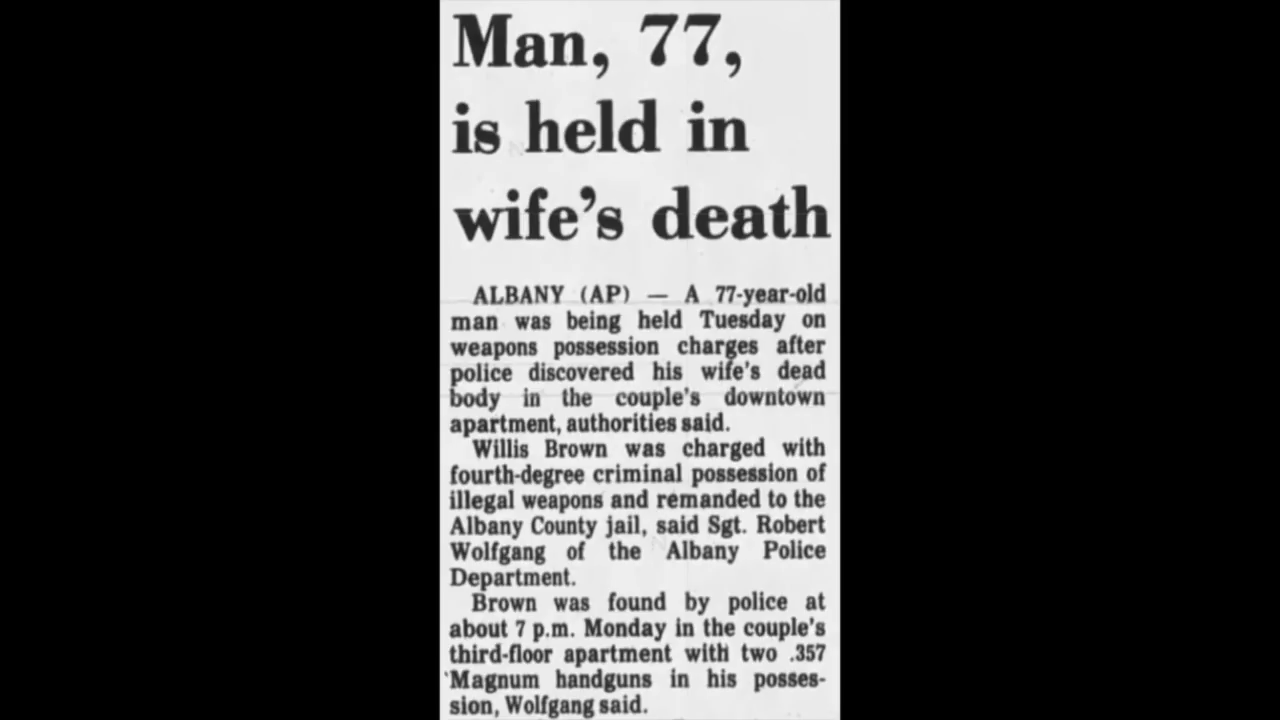 Man, 77,
is held in
wife's death
ALBANY (AP) — A 77-year-old
man was being held Tuesday on
weapons possession charges after
police discovered his wife's dead
body in the couple's downtown
apartment, authorities said.
Willis Brown was charged with
fourth-degree criminal possession of
illegal weapons and remanded to the
Albany County jail, said Sgt. Robert
Wolfgang of the Albany Police
Department.
Brown was found by police at
about 7 p.m. Monday in the couple's
third-floor apartment with two .357
Magnum handguns in his posses-
sion, Wolfgang said.